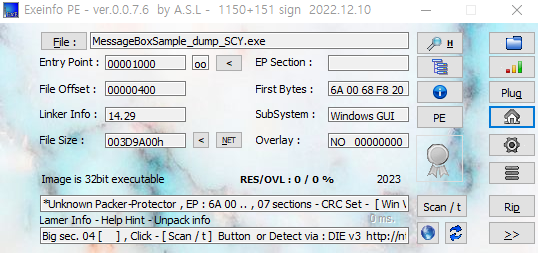 Exeinfo PE - ver.0.0.7.6 by A.S.L - 1150+151 sign 2022.12.10
File : MessageBoxSample_dump_SCY.exe H
Entry Point : 00001000 oo < EP Section :
File Offset : 00000400 First Bytes : 6A 00 68 F8 20 Plug
Linker Info : 14.29 SubSystem : Windows GUI PE
File Size : 003D9A00h < NET Overlay : NO 00000000
Image is 32bit executable RES/OVL : 0 / 0 % 2023
*Unknown Packer-Protector , EP : 6A 00 .. , 07 sections - CRC Set - [ Win Scan / t Rip
Lamer Info - Help Hint - Unpack info 0 ms.
Big sec. 04 [ ] , Click - [ Scan / t ] Button or Detect via : DIE v3 >>